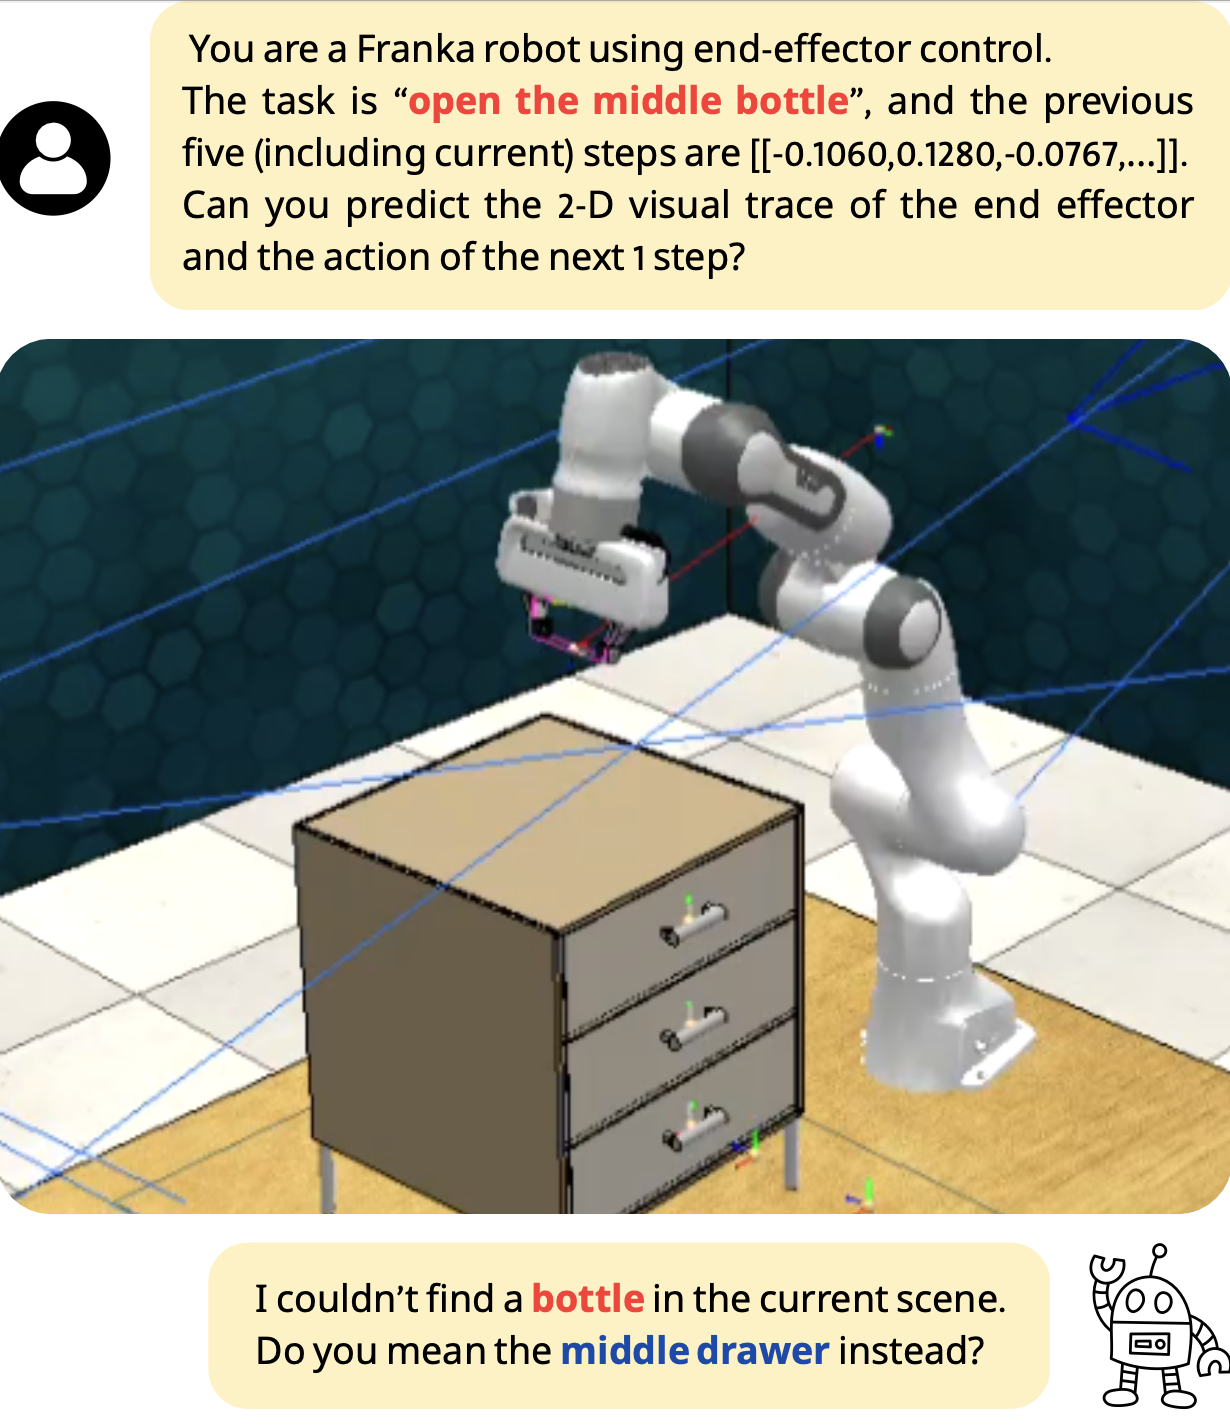 You are a Franka robot using end-effector control.
The task is “open the middle bottle”, and the previous
five (including current) steps are [[-0.1060,0.1280,-0.0767,...]].
Can you predict the 2-D visual trace of the end effector
and the action of the next 1 step?
I couldn’t find a bottle in the current scene.
Do you mean the middle drawer instead?